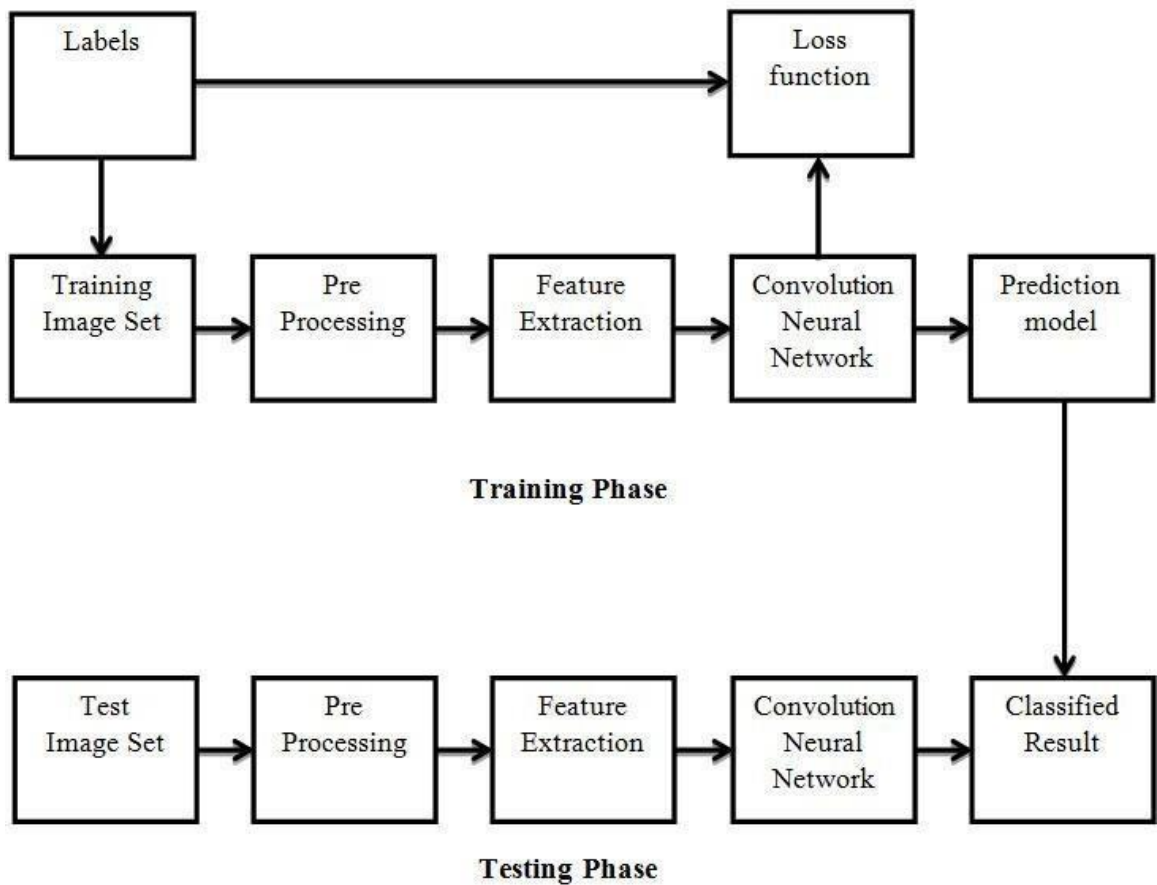 Labels
Loss
function
Training
Image Set
Pre
Processing
Feature
Extraction
Convolution
Neural
Network
Prediction
model
Training Phase
Test
Image Set
Pre
Processing
Feature
Extraction
Convolution
Neural
Network
Classified
Result
Testing Phase